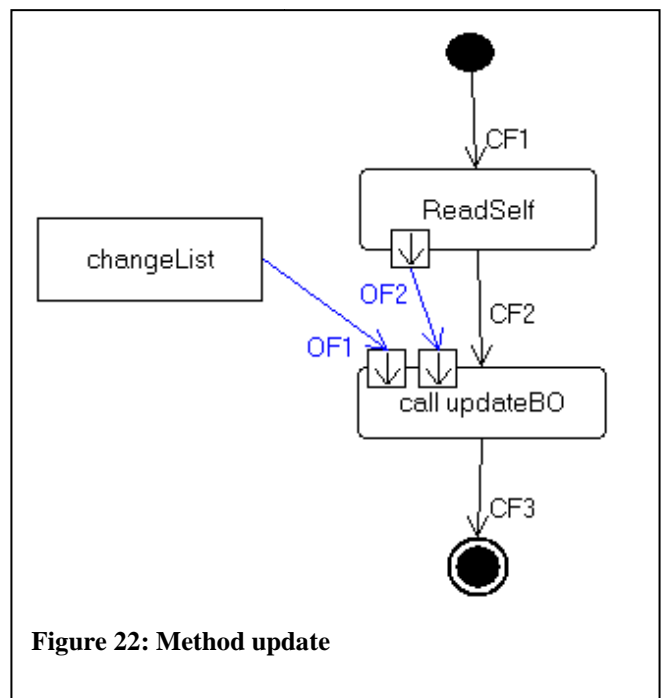 CF1
ReadSelf
changeList
OF2
CF2
OF1
call updateBO
CF3
Figure 22: Method update